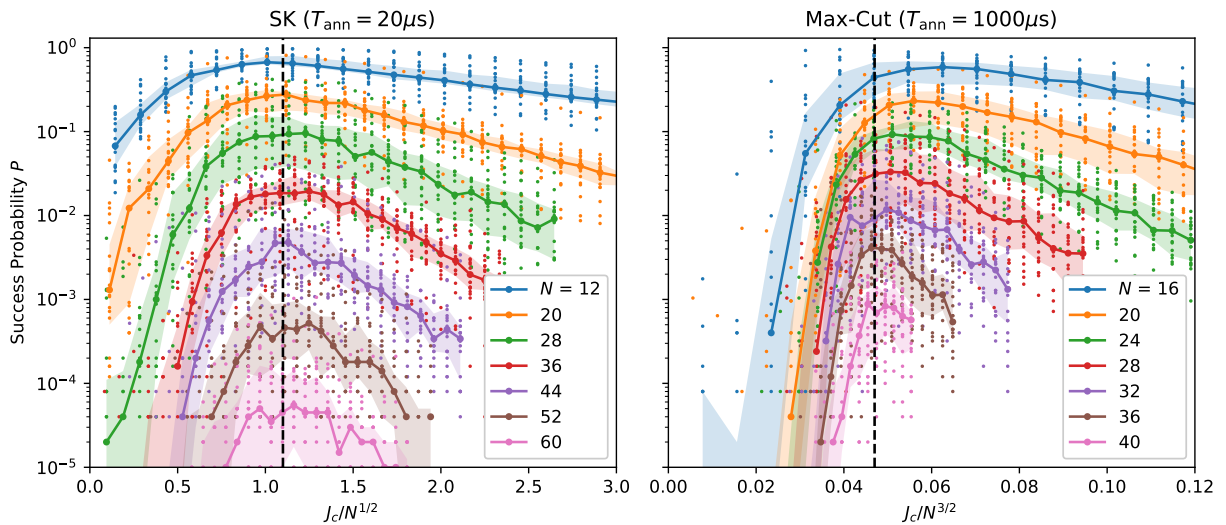 SK (T_ann = 20μs)
Success Probability P
10^0
10^-1
10^-2
10^-3
10^-4
10^-5
N = 12
20
28
36
44
52
60
0.0 0.5 1.0 1.5 2.0 2.5 3.0
J_c/N^1/2
Max-Cut (T_ann = 1000μs)
N = 16
20
24
28
32
36
40
0.00 0.02 0.04 0.06 0.08 0.10 0.12
J_c/N^3/2